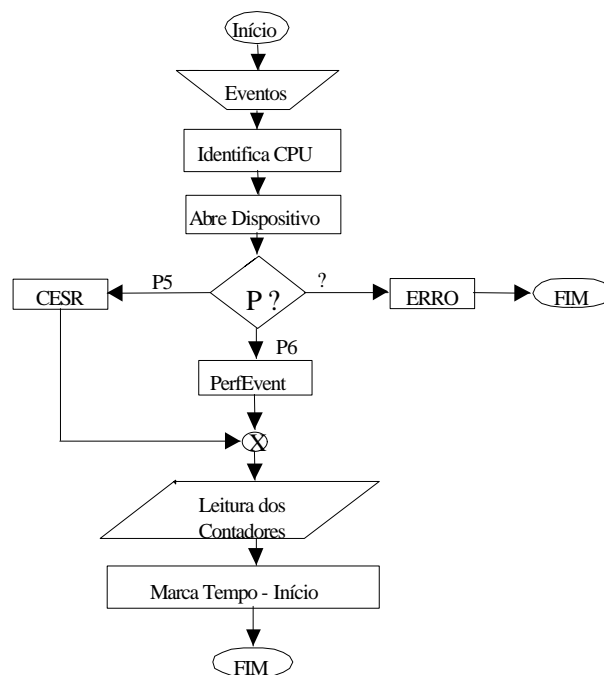 Início
Eventos
Identifica CPU
Abre Dispositivo
P5
?
CESR
P ?
ERRO
FIM
P6
PerfEvent
X
Leitura dos
Contadores
Marca Tempo - Início
FIM